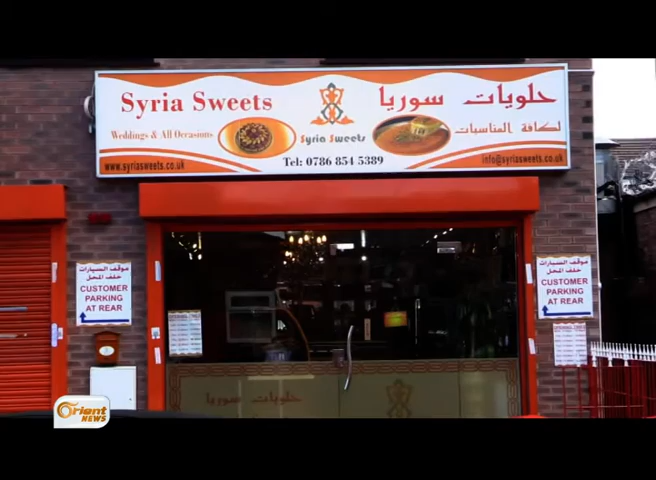 Syria Sweets
حلويات سوريا
Weddings & All Occasions
Syria Sweets
لكافة المناسبات
www.syriasweets.co.uk
TEL: 0786 854 5389
info@syriasweets.co.uk
موقف السيارات
خلف المحل
CUSTOMER
PARKING
AT REAR
موقف السيارات
خلف المحل
CUSTOMER
PARKING
AT REAR
حلويات سوريا
Orient
NEWS